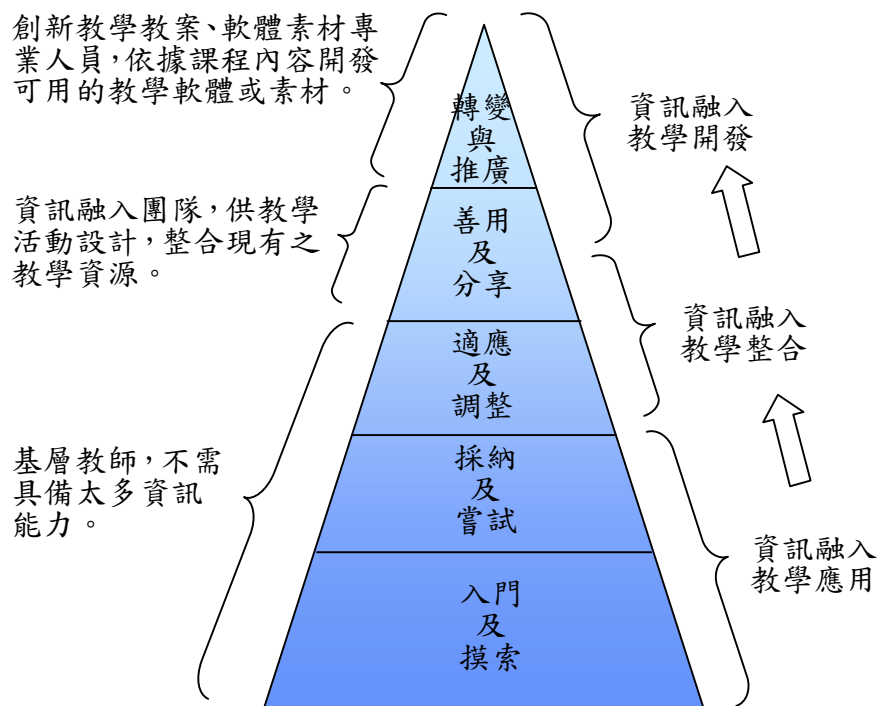 創新教學教案、軟體素材專
業人員，依據課程內容開發
可用的教學軟體或素材。
轉變
與
推廣
資訊融入
教學開發
資訊融入團隊，供教學
活動設計，整合現有之
教學資源。
善用
及
分享
資訊融入
教學整合
適應
及
調整
基層教師，不需
具備太多資訊
能力。
採納
及
嘗試
資訊融入
教學應用
入門
及
摸索